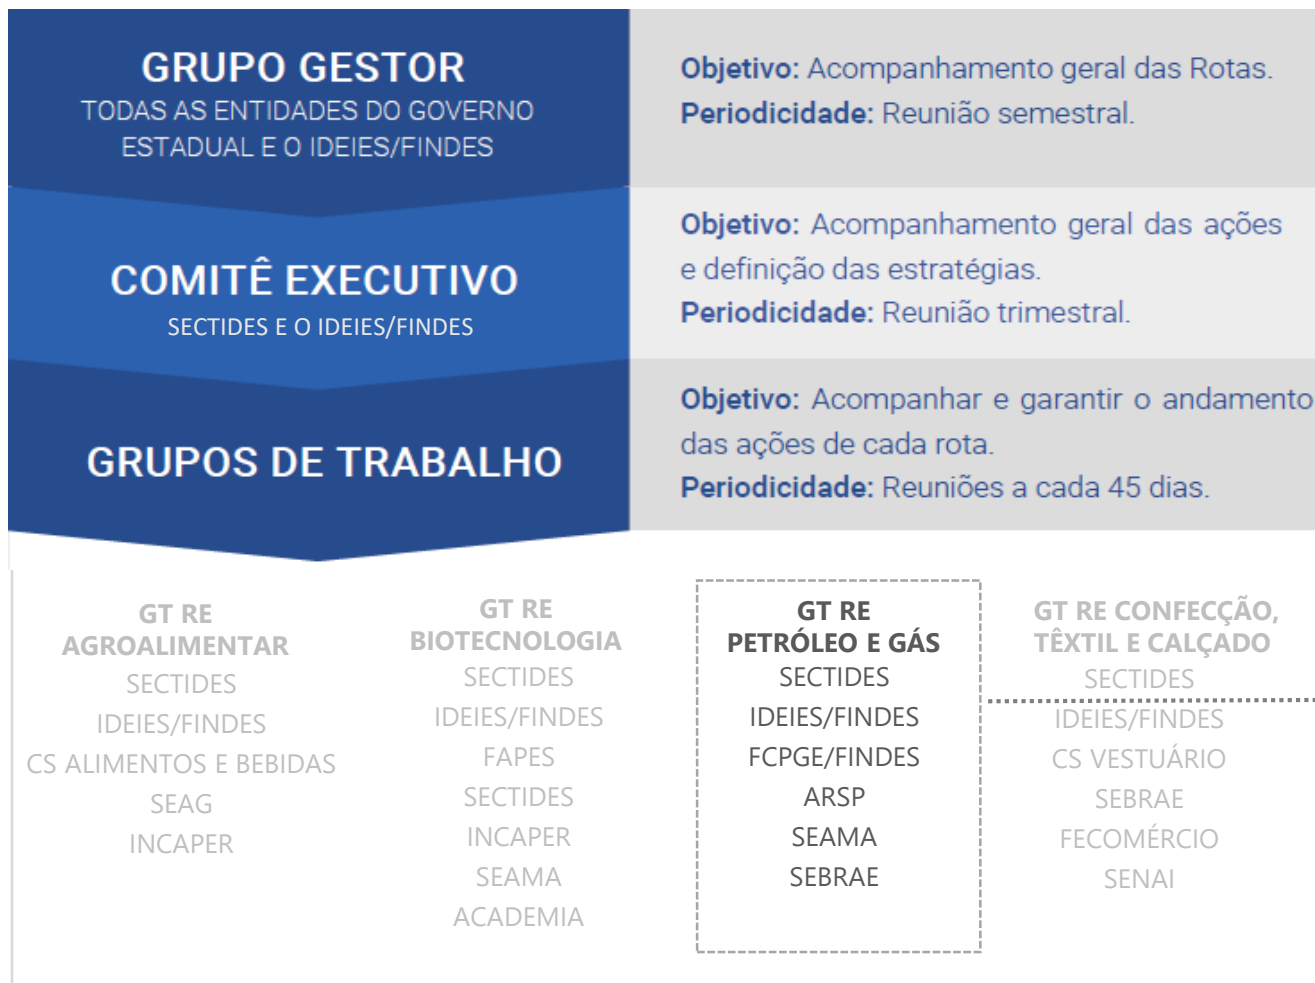 GRUPO GESTOR
TODAS AS ENTIDADES DO GOVERNO
ESTADUAL E O IDEIES/FINDES
Objetivo: Acompanhamento geral das Rotas.
Periodicidade: Reunião semestral.
COMITÊ EXECUTIVO
SECTIDES E O IDEIES/FINDES
Objetivo: Acompanhamento geral das ações
e definição das estratégias.
Periodicidade: Reunião trimestral.
GRUPOS DE TRABALHO
Objetivo: Acompanhar e garantir o andamento
das ações de cada rota.
Periodicidade: Reuniões a cada 45 dias.
GT RE
AGROALIMENTAR
SECTIDES
IDEIES/FINDES
CS ALIMENTOS E BEBIDAS
SEAG
INCAPER
GT RE
BIOTECNOLOGIA
SECTIDES
IDEIES/FINDES
FAPES
SECTIDES
INCAPER
SEAMA
ACADEMIA
GT RE
PETRÓLEO E GÁS
SECTIDES
IDEIES/FINDES
FCPGE/FINDES
ARSP
SEAMA
SEBRAE
GT RE CONFECÇÃO,
TÊXTIL E CALÇADO
SECTIDES
IDEIES/FINDES
CS VESTUÁRIO
SEBRAE
FECOMÉRCIO
SENAI